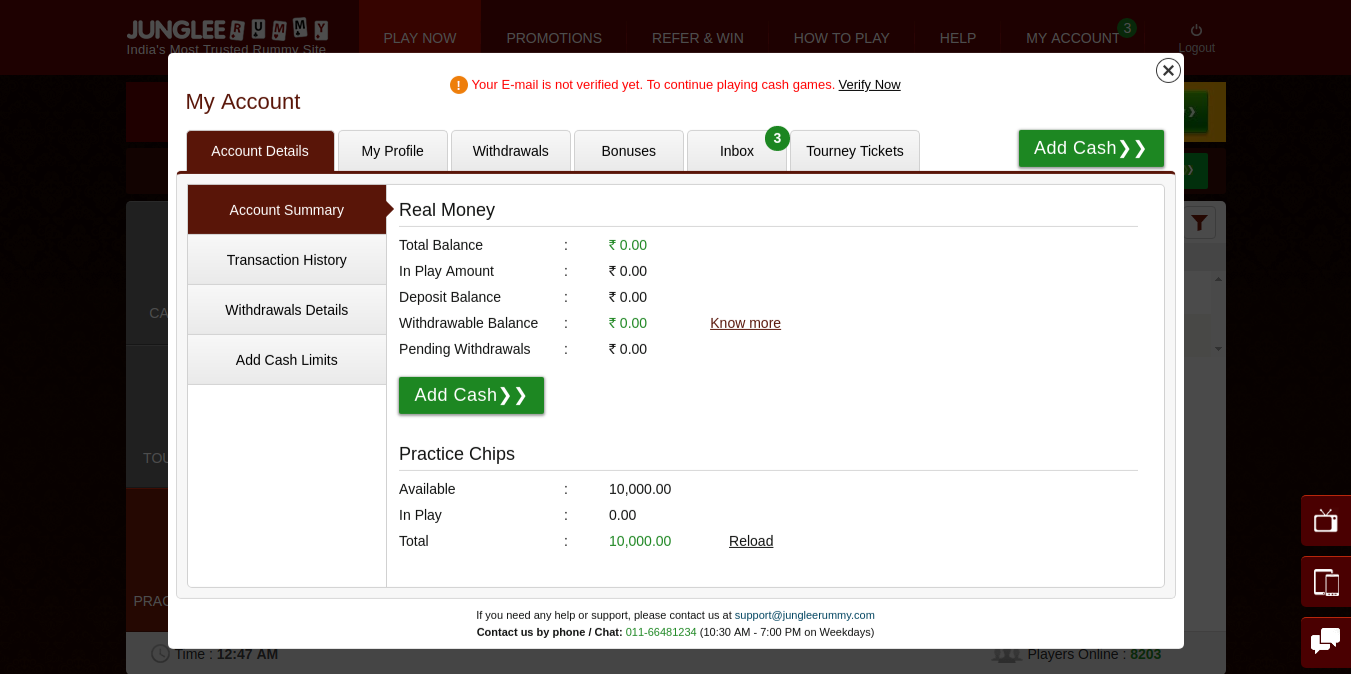 JUNGLEE RUMMY
India's Most Trusted Rummy Site
PLAY NOW
PROMOTIONS
REFER & WIN
HOW TO PLAY
HELP
MY ACCOUNT
3
Logout
! Your E-mail is not verified yet. To continue playing cash games. Verify Now
My Account
Account Details
My Profile
Withdrawals
Bonuses
Inbox
3
Tourney Tickets
Add Cash❯❯
Account Summary
Transaction History
Withdrawals Details
Add Cash Limits
Real Money
Total Balance : ₹ 0.00
In Play Amount : ₹ 0.00
Deposit Balance : ₹ 0.00
Withdrawable Balance : ₹ 0.00 Know more
Pending Withdrawals : ₹ 0.00
Add Cash❯❯
Practice Chips
Available : 10,000.00
In Play : 0.00
Total : 10,000.00 Reload
If you need any help or support, please contact us at support@jungleerummy.com
Contact us by phone / Chat: 011-66481234 (10:30 AM - 7:00 PM on Weekdays)
Time : 12:47 AM
Players Online : 8203